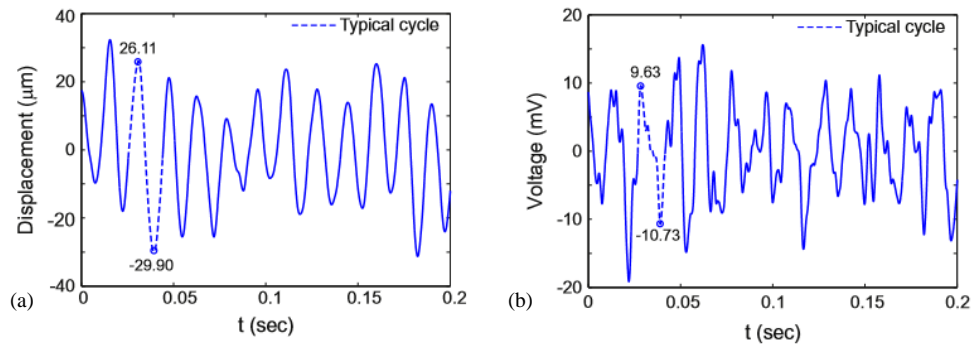 Typical cycle
40
20
0
-20
-40
26.11
-29.90
Displacement (μm)
0 0.05 0.1 0.15 0.2
t (sec)
(a)
Typical cycle
20
10
0
-10
-20
9.63
-10.73
Voltage (mV)
0 0.05 0.1 0.15 0.2
t (sec)
(b)